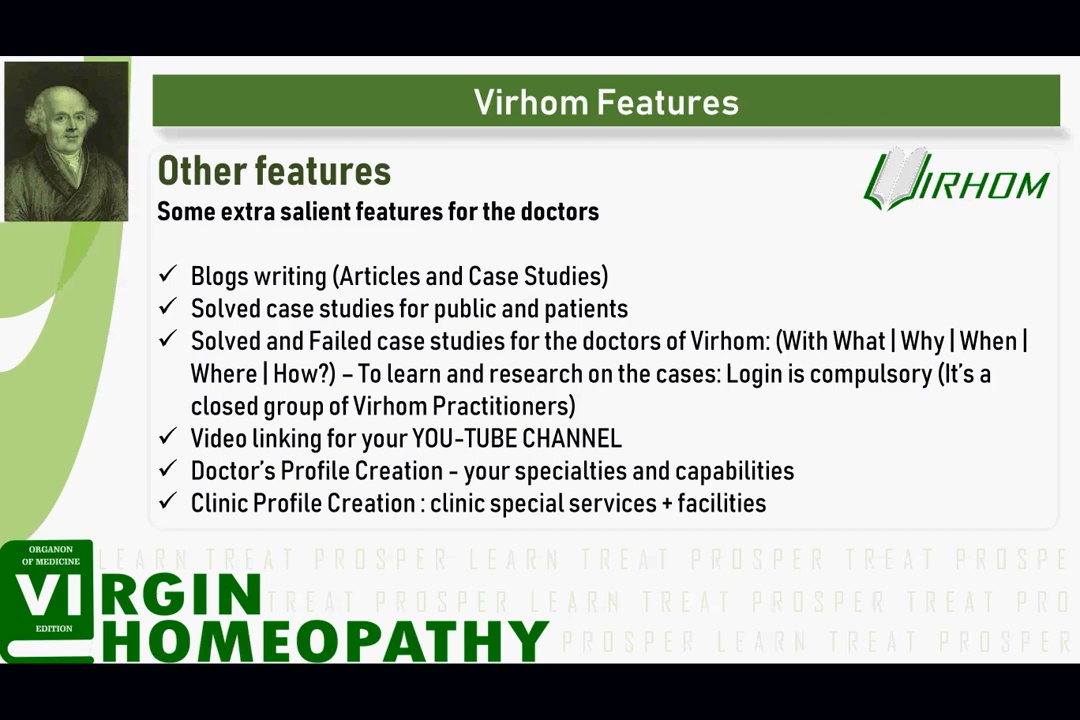 Virhom Features
Other features
VIRHOM
Some extra salient features for the doctors
✓ Blogs writing (Articles and Case Studies)
✓ Solved case studies for public and patients
✓ Solved and Failed case studies for the doctors of Virhom: (With What | Why | When |
Where | How?) – To learn and research on the cases: Login is compulsory (It's a
closed group of Virhom Practitioners)
✓ Video linking for your YOU-TUBE CHANNEL
✓ Doctor's Profile Creation - your specialties and capabilities
✓ Clinic Profile Creation : clinic special services + facilities
ORGANON
OF MEDICINE
VI
EDITION
RGIN
HOMEOPATHY
LEARN TREAT PROSPER LEARN TREAT PROSPER TREAT PROSPE
TREAT PROSPER LEARN TREAT PROSPER TREAT PRO
PROSPER LEARN TREAT PROSPER